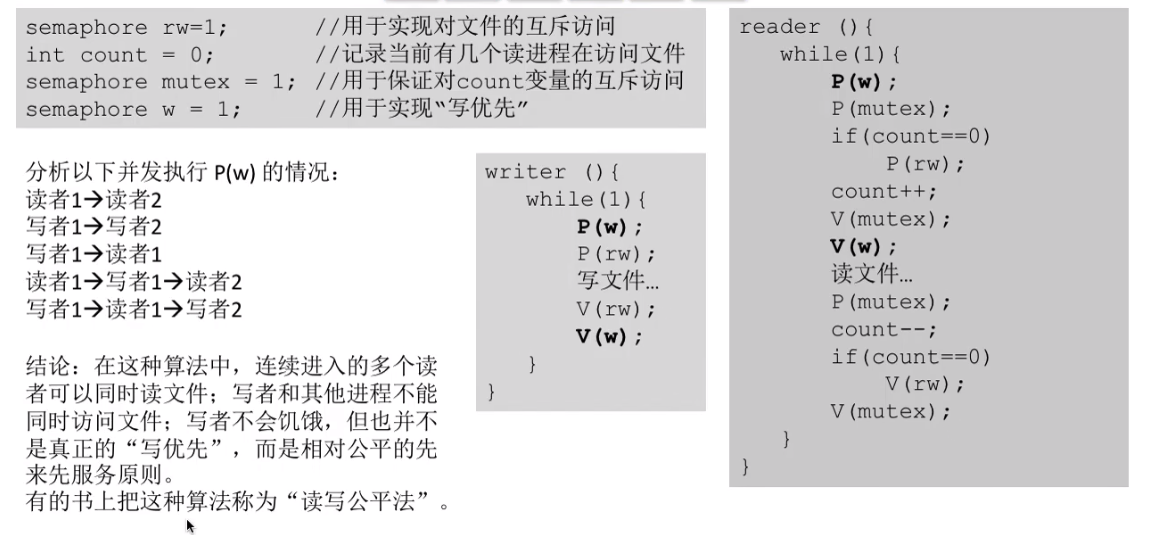 semaphore rw=1; //用于实现对文件的互斥访问
int count = 0; //记录当前有几个读进程在访问文件
semaphore mutex = 1; //用于保证对count变量的互斥访问
semaphore w = 1; //用于实现“写优先”
分析以下并发执行 P(w) 的情况:
读者1→读者2
写者1→写者2
写者1→读者1
读者1→写者1→读者2
写者1→读者1→写者2
结论：在这种算法中，连续进入的多个读
者可以同时读文件；写者和其他进程不能
同时访问文件；写者不会饥饿，但也并不
是真正的“写优先”，而是相对公平的先
来先服务原则。
有的书上把这种算法称为“读写公平法”。
writer (){
while(1){
P(w);
P(rw);
写文件…
V(rw);
V(w);
}
}
reader (){
while(1){
P(w);
P(mutex);
if(count==0)
P(rw);
count++;
V(mutex);
V(w);
读文件…
P(mutex);
count--;
if(count==0)
V(rw);
V(mutex);
}
}